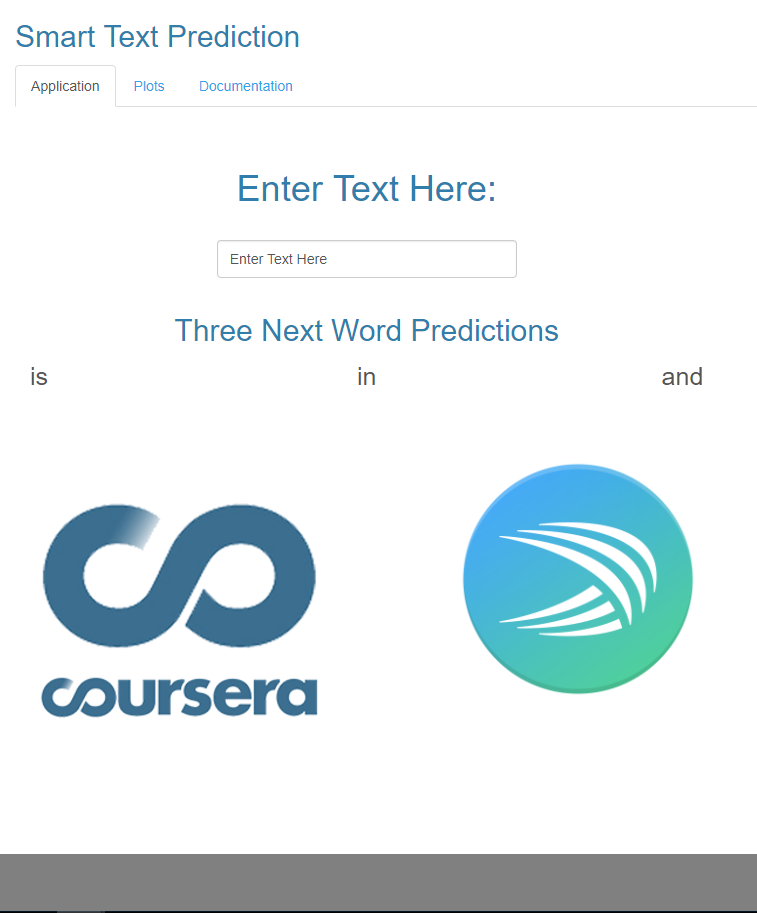 Smart Text Prediction
Application Plots Documentation
Enter Text Here:
Enter Text Here
Three Next Word Predictions
is in and
coursera